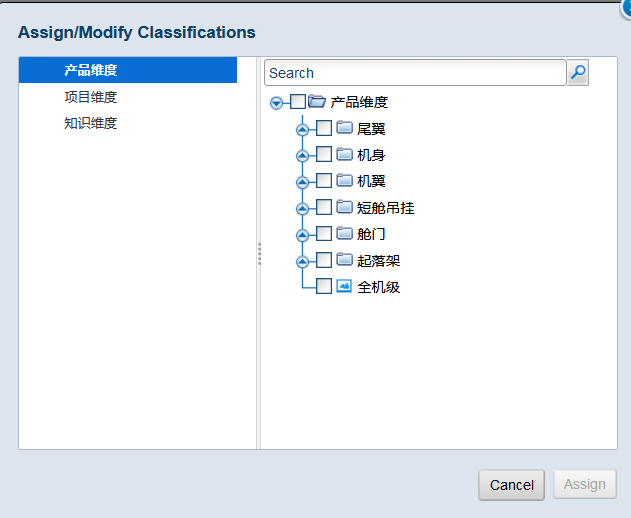 Assign/Modify Classifications
产品维度
项目维度
知识维度
Search
产品维度
尾翼
机身
机翼
短舱吊挂
舱门
起落架
全机级
Cancel
Assign